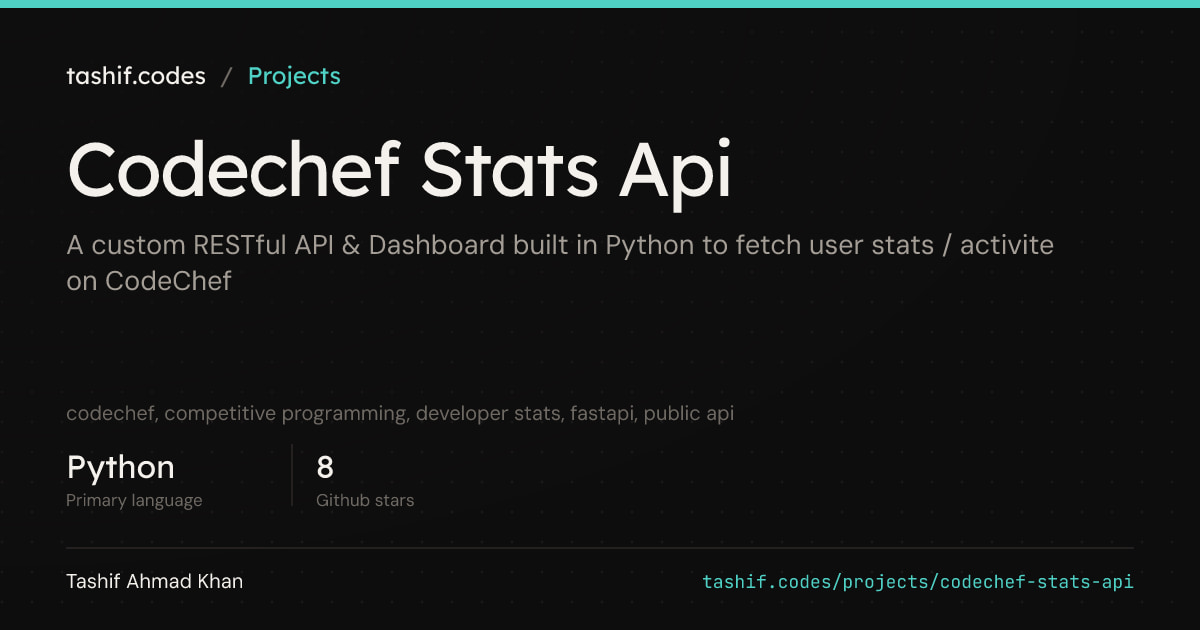 tashif.codes / Projects
Codechef Stats Api
A custom RESTful API & Dashboard built in Python to fetch user stats / activite
on CodeChef
codechef, competitive programming, developer stats, fastapi, public api
Python
Primary language
8
Github stars
Tashif Ahmad Khan
tashif.codes/projects/codechef-stats-api